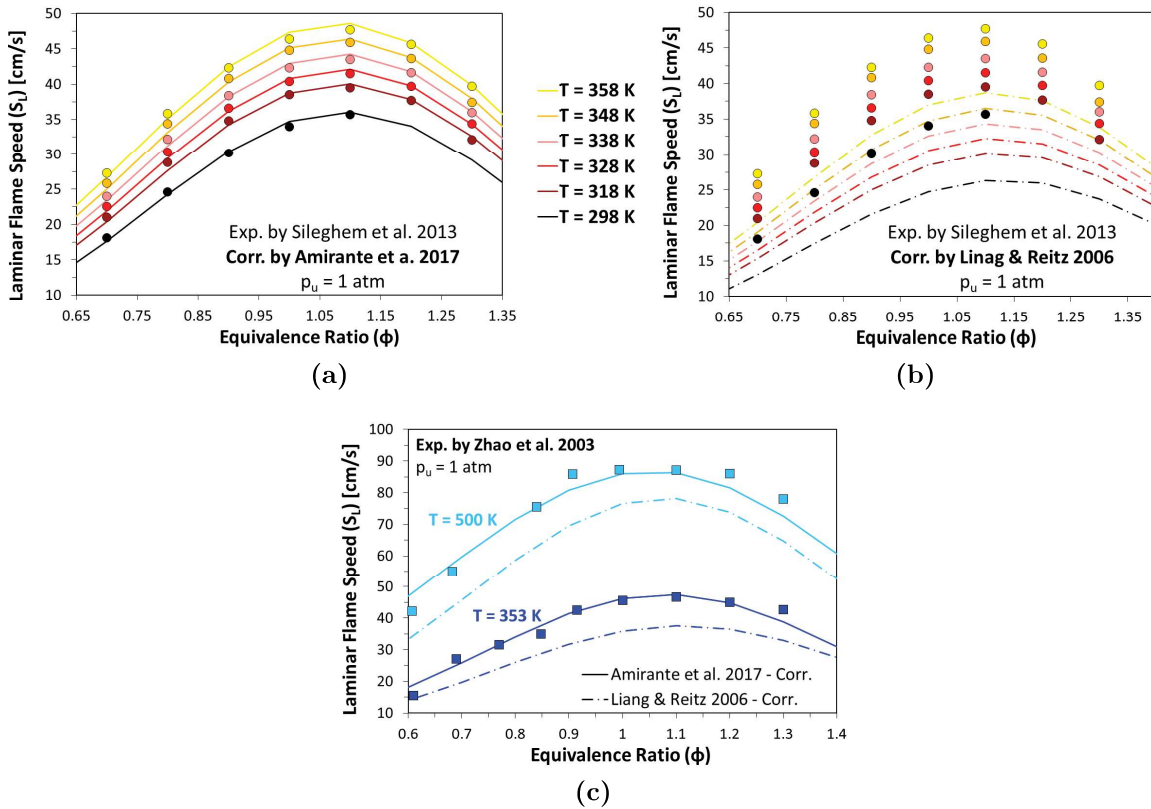 Laminar Flame Speed (S_L) [cm/s]
50
45
40
35
30
25
20
15
10
0.65 0.75 0.85 0.95 1.05 1.15 1.25 1.35
Equivalence Ratio (ϕ)
Exp. by Sileghem et al. 2013
Corr. by Amirante et a. 2017
p_u = 1 atm
(a)
T = 358 K
T = 348 K
T = 338 K
T = 328 K
T = 318 K
T = 298 K
Laminar Flame Speed (S_L) [cm/s]
50
45
40
35
30
25
20
15
10
0.65 0.75 0.85 0.95 1.05 1.15 1.25 1.35
Equivalence Ratio (ϕ)
Exp. by Sileghem et al. 2013
Corr. by Linag & Reitz 2006
p_u = 1 atm
(b)
Laminar Flame Speed (S_L) [cm/s]
100
90
80
70
60
50
40
30
20
10
0.6 0.7 0.8 0.9 1 1.1 1.2 1.3 1.4
Equivalence Ratio (ϕ)
Exp. by Zhao et al. 2003
p_u = 1 atm
T = 500 K
T = 353 K
Amirante et al. 2017 - Corr.
Liang & Reitz 2006 - Corr.
(c)